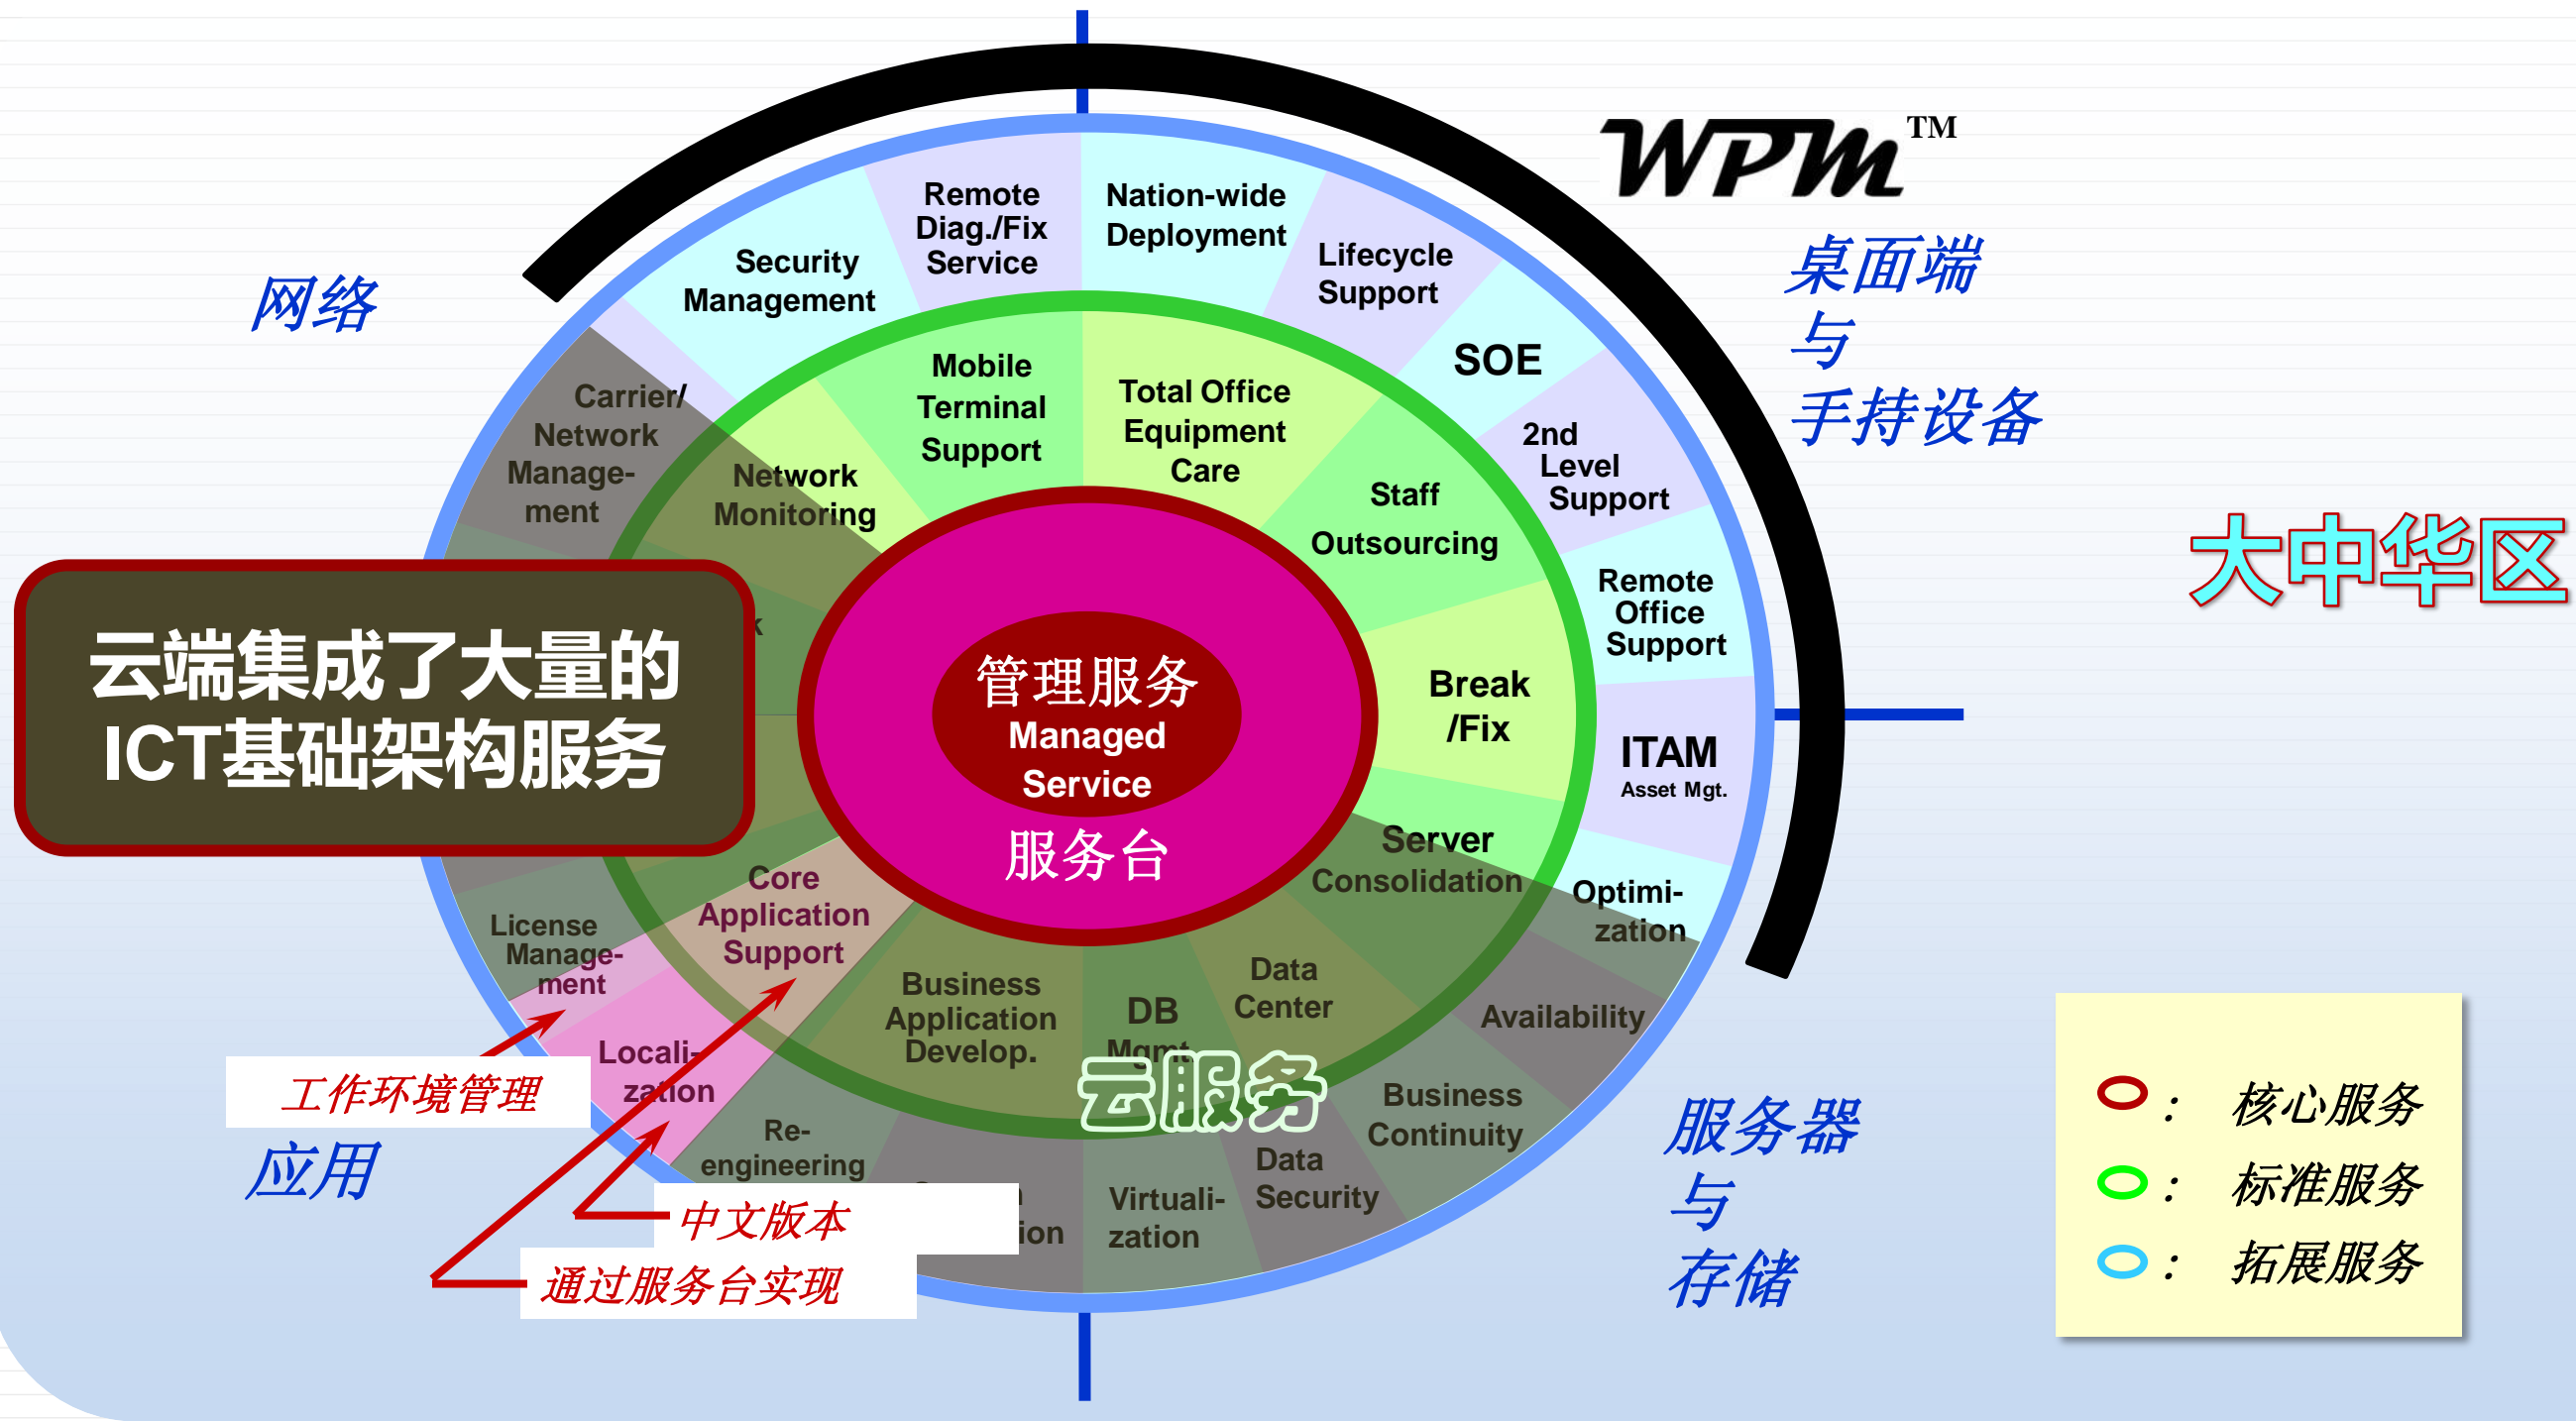 WPM™
网络
桌面端
与
手持设备
大中华区
Remote
Diag./Fix
Service
Nation-wide
Deployment
Security
Management
Lifecycle
Support
SOE
2nd
Level
Support
Remote
Office
Support
ITAM
Asset Mgt.
Optimi-
zation
Availability
Business
Continuity
Data
Security
Virtuali-
zation
ion
Re-
engineering
Locali-
zation
License
Manage-
ment
Carrier/
Network
Manage-
ment
Network
Monitoring
Mobile
Terminal
Support
Total Office
Equipment
Care
Staff
Outsourcing
Break
/Fix
Server
Consolidation
Data
Center
DB
Mgmt.
Business
Application
Develop.
Core
Application
Support
管理服务
Managed
Service
服务台
云端集成了大量的
ICT基础架构服务
云服务
工作环境管理
应用
中文版本
通过服务台实现
服务器
与
存储
： 核心服务
： 标准服务
： 拓展服务